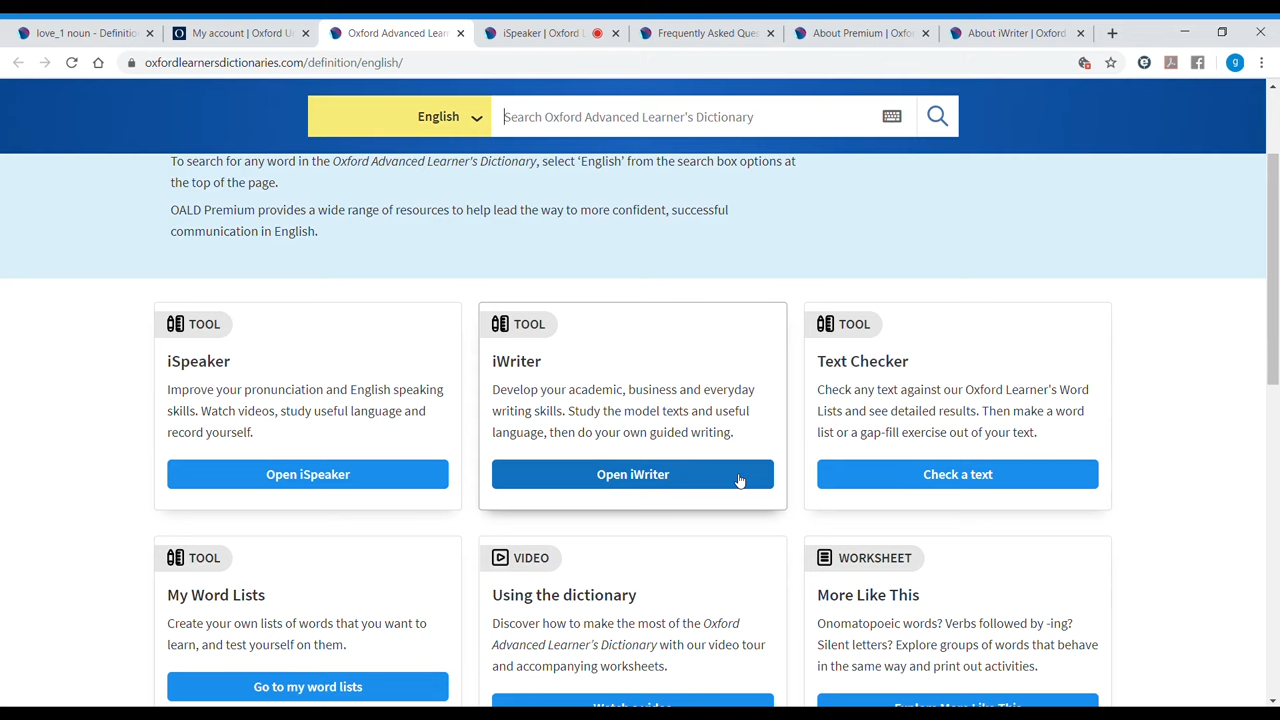 love_1 noun - Definitio
My account | Oxford U
Oxford Advanced Lear
iSpeaker | Oxford L
Frequently Asked Que
About Premium | Oxfo
About iWriter | Oxford
oxfordlearnersdictionaries.com/definition/english/
g
English
Search Oxford Advanced Learner's Dictionary
To search for any word in the Oxford Advanced Learner's Dictionary, select ‘English’ from the search box options at
the top of the page.
OALD Premium provides a wide range of resources to help lead the way to more confident, successful
communication in English.
TOOL
iSpeaker
Improve your pronunciation and English speaking
skills. Watch videos, study useful language and
record yourself.
Open iSpeaker
TOOL
iWriter
Develop your academic, business and everyday
writing skills. Study the model texts and useful
language, then do your own guided writing.
Open iWriter
TOOL
Text Checker
Check any text against our Oxford Learner's Word
Lists and see detailed results. Then make a word
list or a gap-fill exercise out of your text.
Check a text
TOOL
My Word Lists
Create your own lists of words that you want to
learn, and test yourself on them.
Go to my word lists
VIDEO
Using the dictionary
Discover how to make the most of the Oxford
Advanced Learner's Dictionary with our video tour
and accompanying worksheets.
Watch a video
WORKSHEET
More Like This
Onomatopoeic words? Verbs followed by -ing?
Silent letters? Explore groups of words that behave
in the same way and print out activities.
Explore More Like This